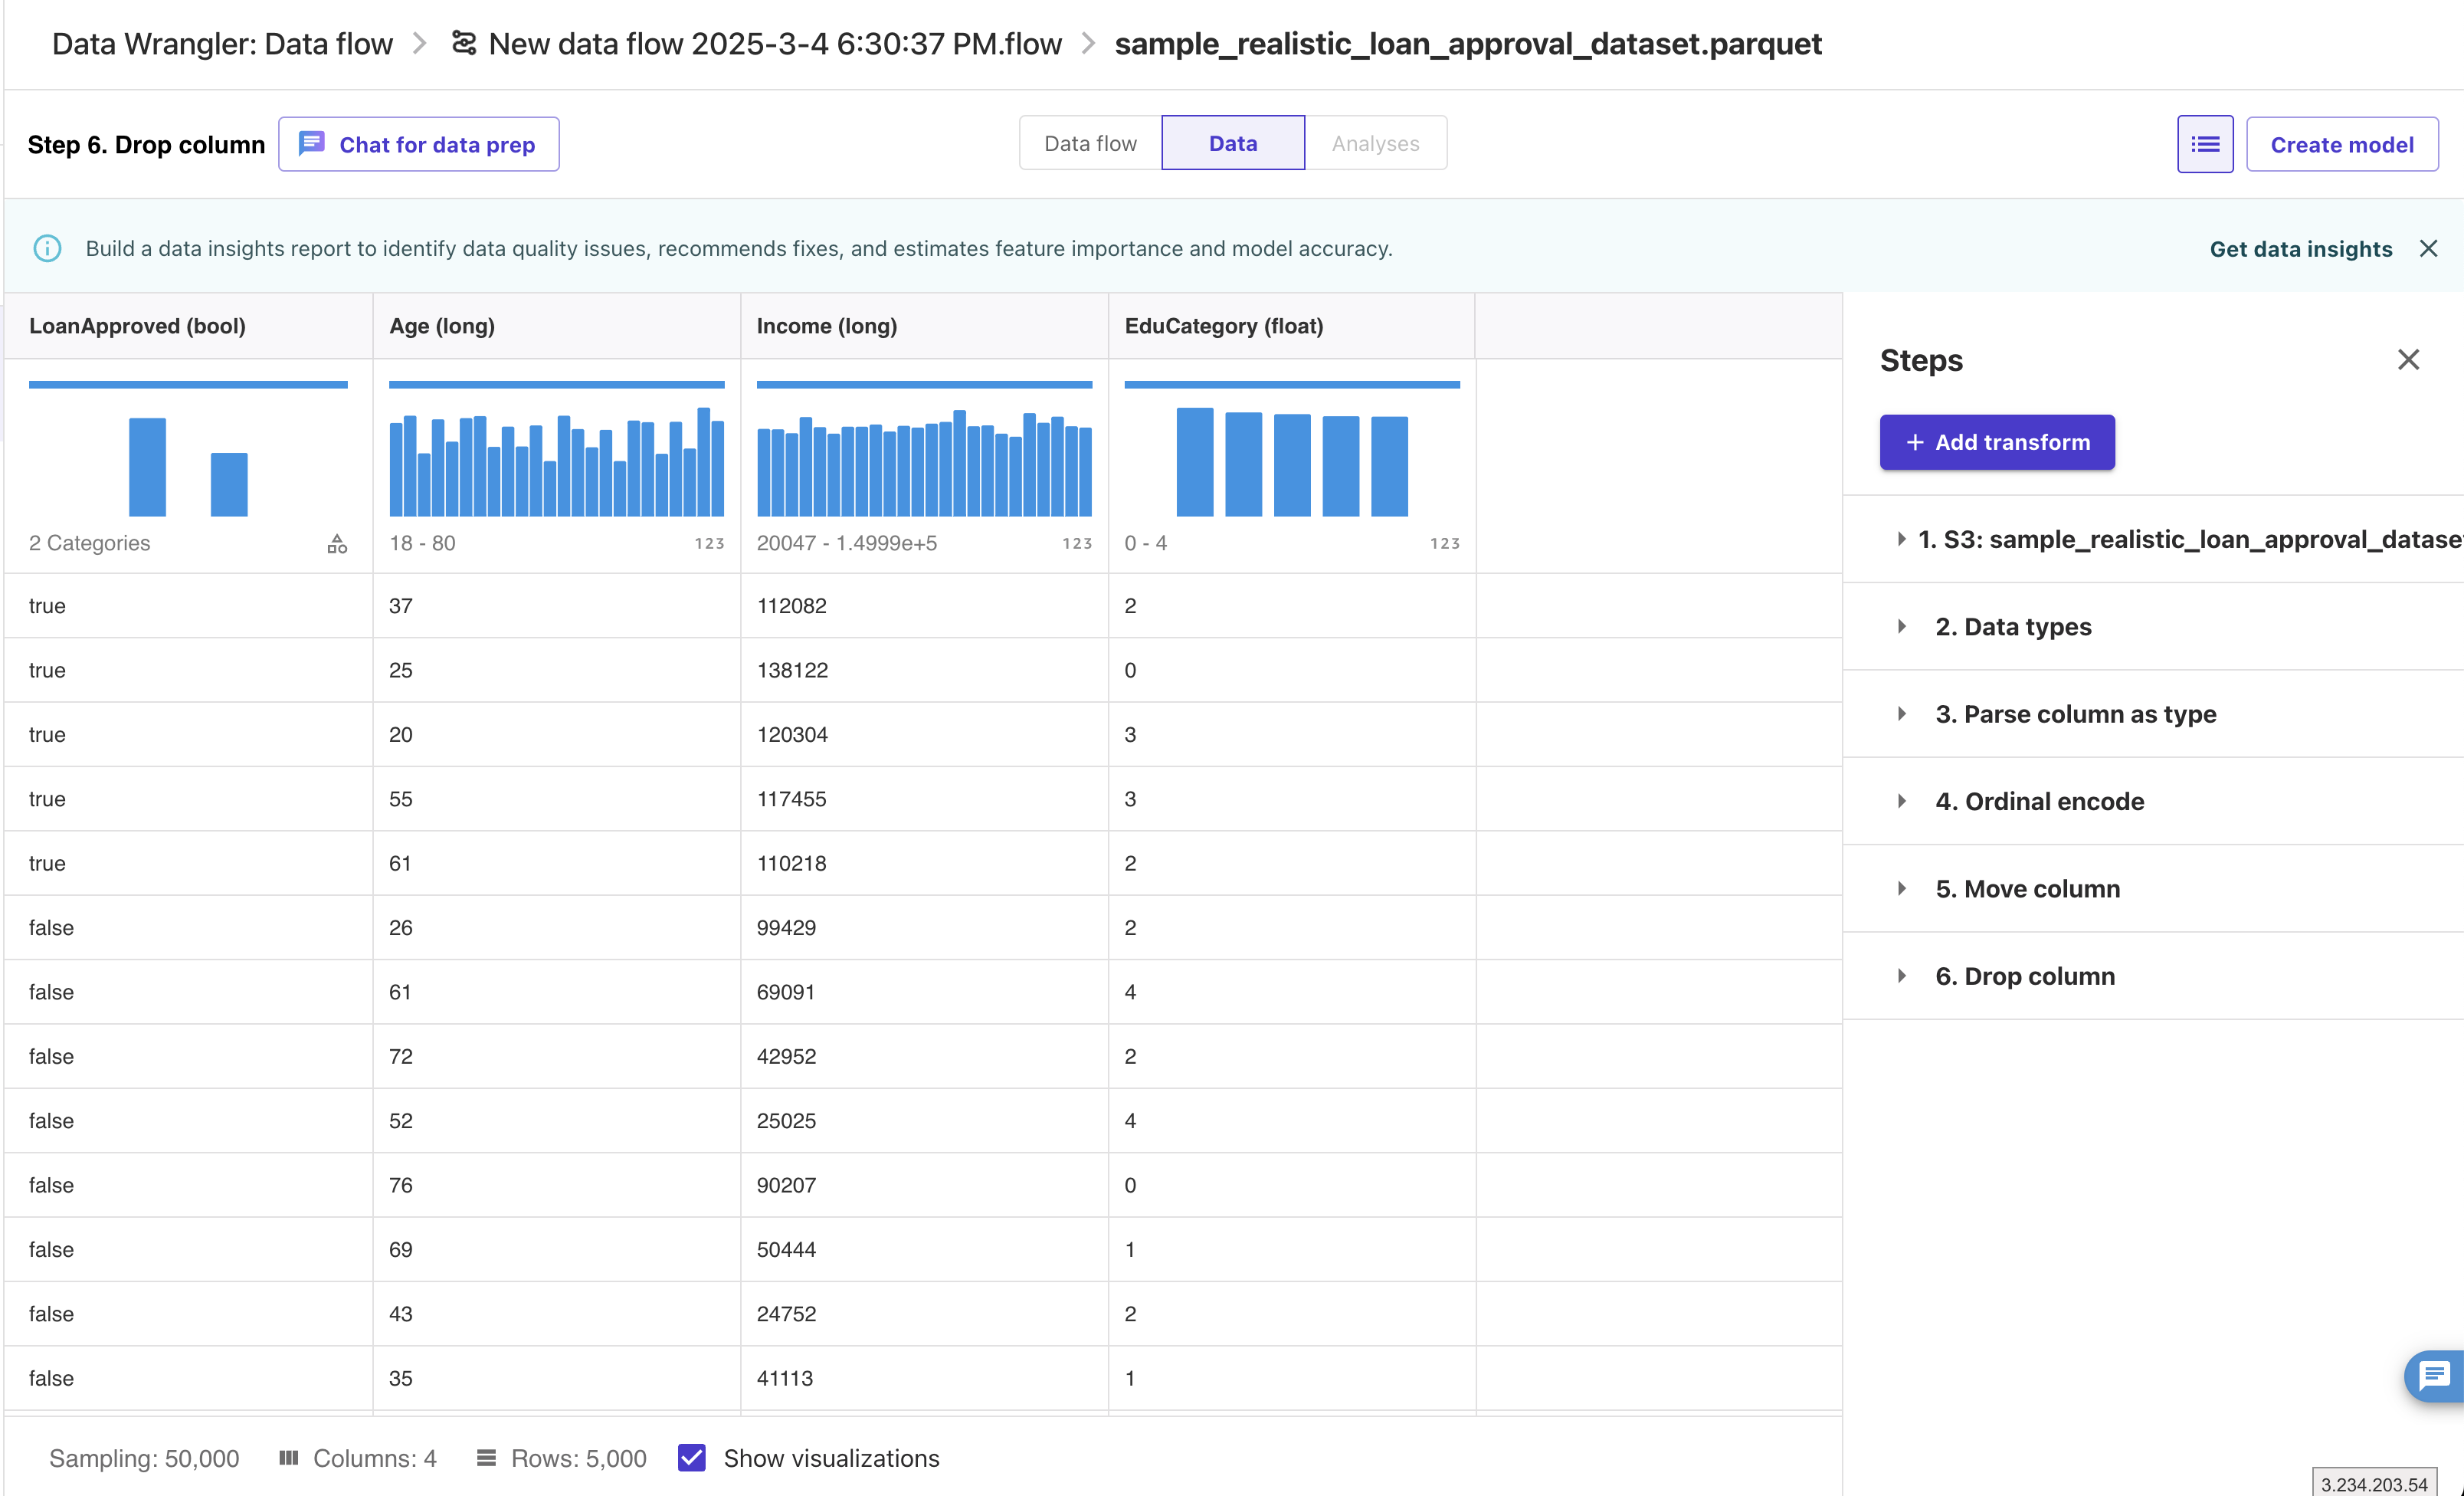 Data Wrangler: Data flow > New data flow 2025-3-4 6:30:37 PM.flow > sample_realistic_loan_approval_dataset.parquet
Step 6. Drop column Chat for data prep Data flow Data Analyses Create model
Build a data insights report to identify data quality issues, recommends fixes, and estimates feature importance and model accuracy. Get data insights
LoanApproved (bool) Age (long) Income (long) EduCategory (float)
2 Categories 18 - 80 123 20047 - 1.4999e+5 123 0 - 4 123
true 37 112082 2
true 25 138122 0
true 20 120304 3
true 55 117455 3
true 61 110218 2
false 26 99429 2
false 61 69091 4
false 72 42952 2
false 52 25025 4
false 76 90207 0
false 69 50444 1
false 43 24752 2
false 35 41113 1
Sampling: 50,000 Columns: 4 Rows: 5,000 Show visualizations
Steps
+ Add transform
1. S3: sample_realistic_loan_approval_datase
2. Data types
3. Parse column as type
4. Ordinal encode
5. Move column
6. Drop column
3.234.203.54